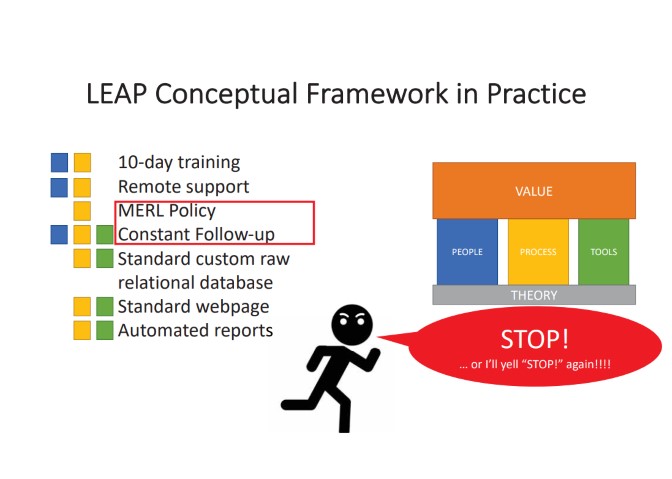 LEAP Conceptual Framework in Practice
10-day training
Remote support
MERL Policy
Constant Follow-up
Standard custom raw
relational database
Standard webpage
Automated reports
VALUE
PEOPLE
PROCESS
TOOLS
THEORY
STOP!
... or I'll yell "STOP!" again!!!!